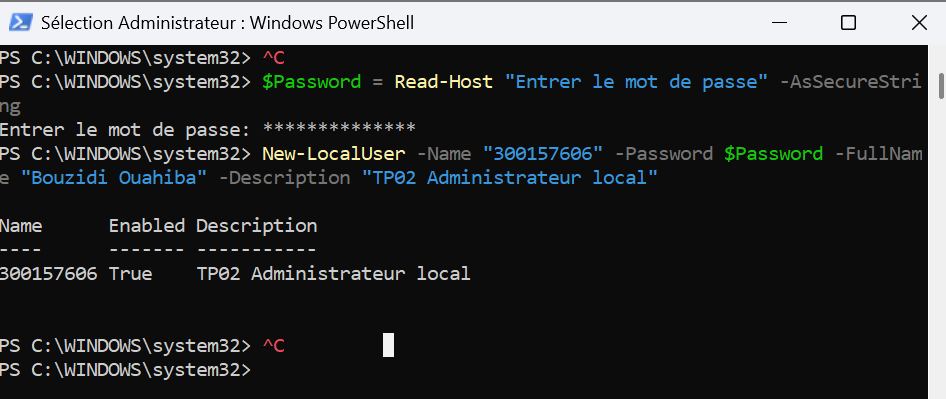 Sélection Administrateur : Windows PowerShell
PS C:\WINDOWS\system32> ^C
PS C:\WINDOWS\system32> $Password = Read-Host "Entrer le mot de passe" -AsSecureStri
ng
Entrer le mot de passe: **************
PS C:\WINDOWS\system32> New-LocalUser -Name "300157606" -Password $Password -FullNam
e "Bouzidi Ouahiba" -Description "TP02 Administrateur local"
Name      Enabled Description
----      ------- -----------
300157606 True    TP02 Administrateur local
PS C:\WINDOWS\system32> ^C
PS C:\WINDOWS\system32>